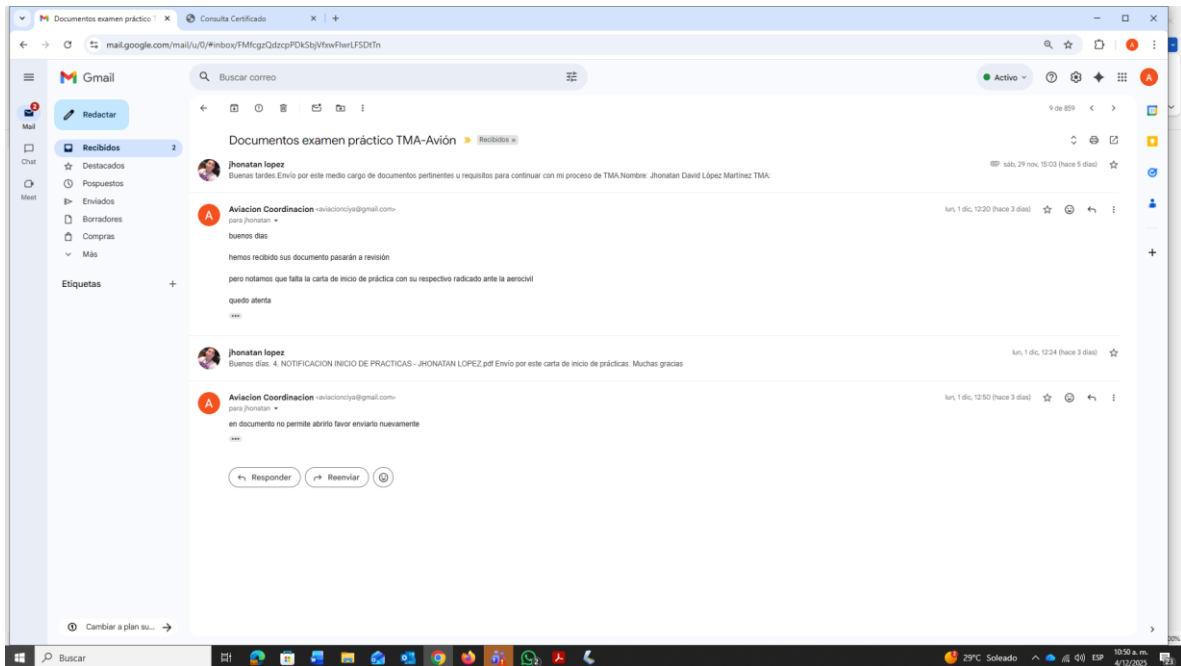 Documentos examen práctico T
Consulta Certificado
mail.google.com/mail/u/0/#inbox/FMfcgzQdzcpPDkSbjVfxwFlwrLFSDtTn
Gmail
Buscar correo
Activo
Redactar
9 de 859
Mail
Chat
Meet
Recibidos 2
Destacados
Pospuestos
Enviados
Borradores
Compras
Más
Etiquetas
Documentos examen práctico TMA-Avión Recibidos x
jhonatan lopez
sáb, 29 nov, 15:03 (hace 5 días)
Buenas tardes.Envío por este medio cargo de documentos pertinentes u requisitos para continuar con mi proceso de TMA.Nombre: Jhonatan David López Martínez TMA:
Aviacion Coordinacion <aviacionciya@gmail.com>
lun, 1 dic, 12:20 (hace 3 días)
para jhonatan
buenos dias
hemos recibido sus documento pasarán a revisión
pero notamos que falta la carta de inicio de práctica con su respectivo radicado ante la aerocivil
quedo atenta
jhonatan lopez
lun, 1 dic, 12:24 (hace 3 días)
Buenos días. 4. NOTIFICACION INICIO DE PRACTICAS - JHONATAN LOPEZ.pdf Envío por este carta de inicio de prácticas. Muchas gracias
Aviacion Coordinacion <aviacionciya@gmail.com>
lun, 1 dic, 12:50 (hace 3 días)
para jhonatan
en documento no permite abrirlo favor enviarlo nuevamente
Responder
Reenviar
Cambiar a plan su...
Buscar
29°C Soleado
ESP
10:50 a. m.
4/12/2025